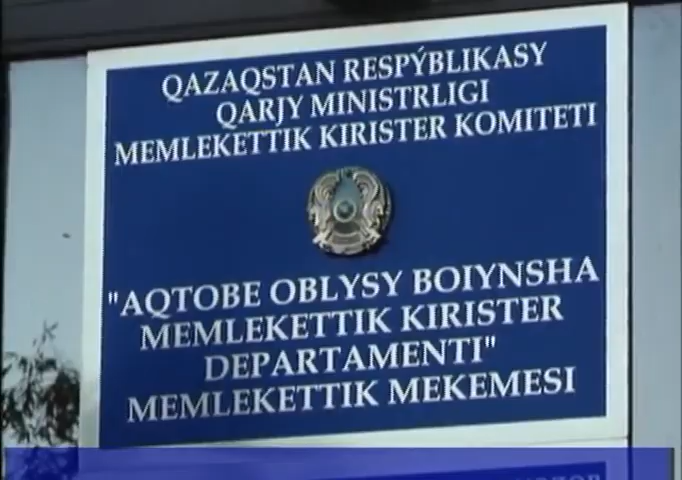 QAZAQSTAN RESPÝBLIKASY
QARJY MINISTRLIGI
MEMLEKETTIK KIRISTER KOMITETI
"AQTOBE OBLYSY BOIYNSHA
MEMLEKETTIK KIRISTER
DEPARTAMENTI"
MEMLEKETTIK MEKEMESI